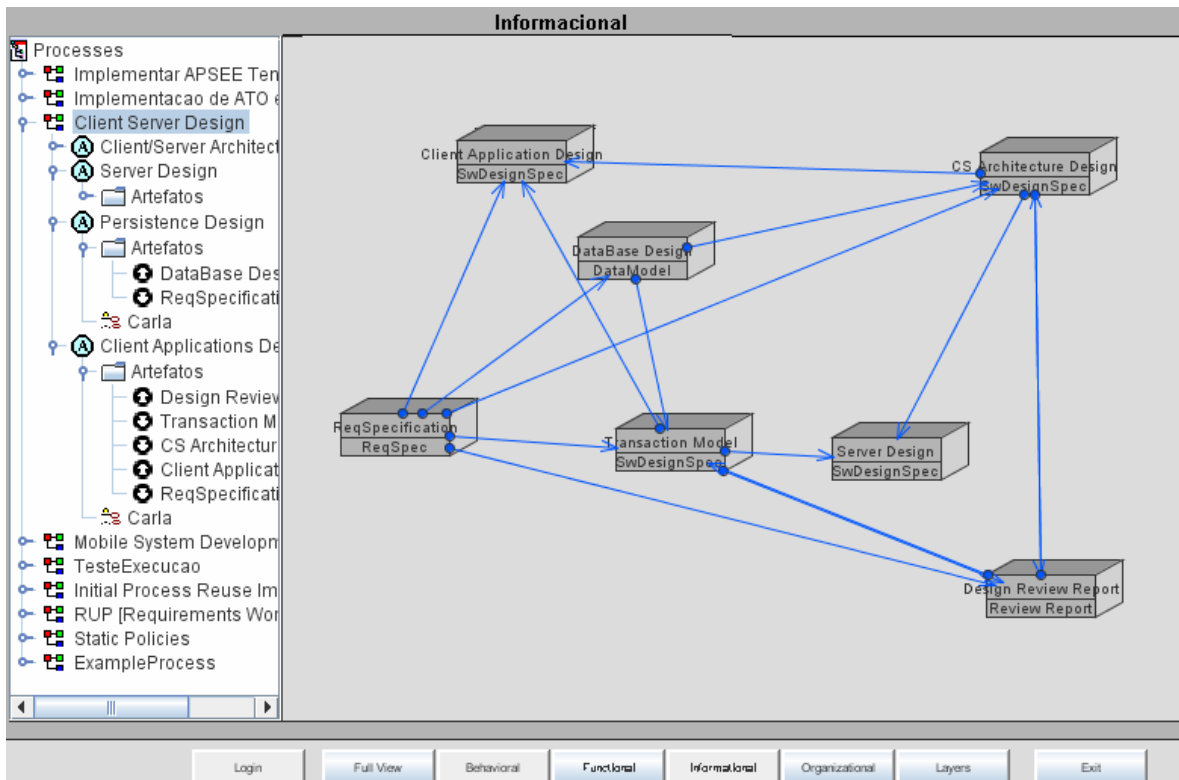 Informacional
Processes
Implementar APSEE Ten
Implementacao de ATO e
Client Server Design
Client/Server Architect
Server Design
Artefatos
Persistence Design
Artefatos
DataBase Des
ReqSpecificati
Carla
Client Applications De
Artefatos
Design Review
Transaction M
CS Architectur
Client Applicat
ReqSpecificati
Carla
Mobile System Developm
TesteExecucao
Initial Process Reuse Im
RUP [Requirements Wor
Static Policies
ExampleProcess
Client Application Design
SwDesignSpec
CS Architecture Design
SwDesignSpec
DataBase Design
DataModel
ReqSpecification
ReqSpec
Transaction Model
SwDesignSpec
Server Design
SwDesignSpec
Design Review Report
Review Report
Login
Full View
Behavioral
Functional
Informational
Organizational
Layers
Exit